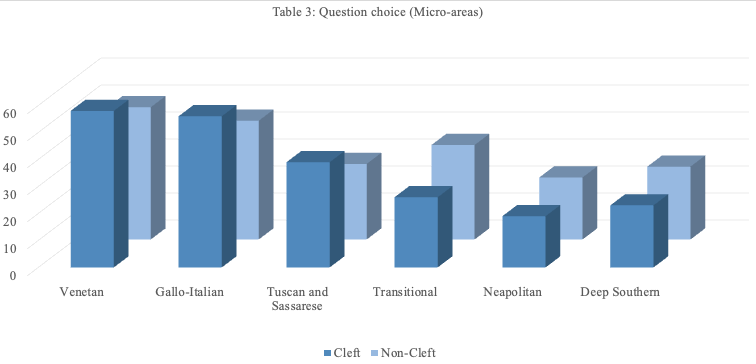 Table 3: Question choice (Micro-areas)
60
50
40
30
20
10
0
Venetan
Gallo-Italian
Tuscan and
Sassarese
Transitional
Neapolitan
Deep Southern
Cleft
Non-Cleft